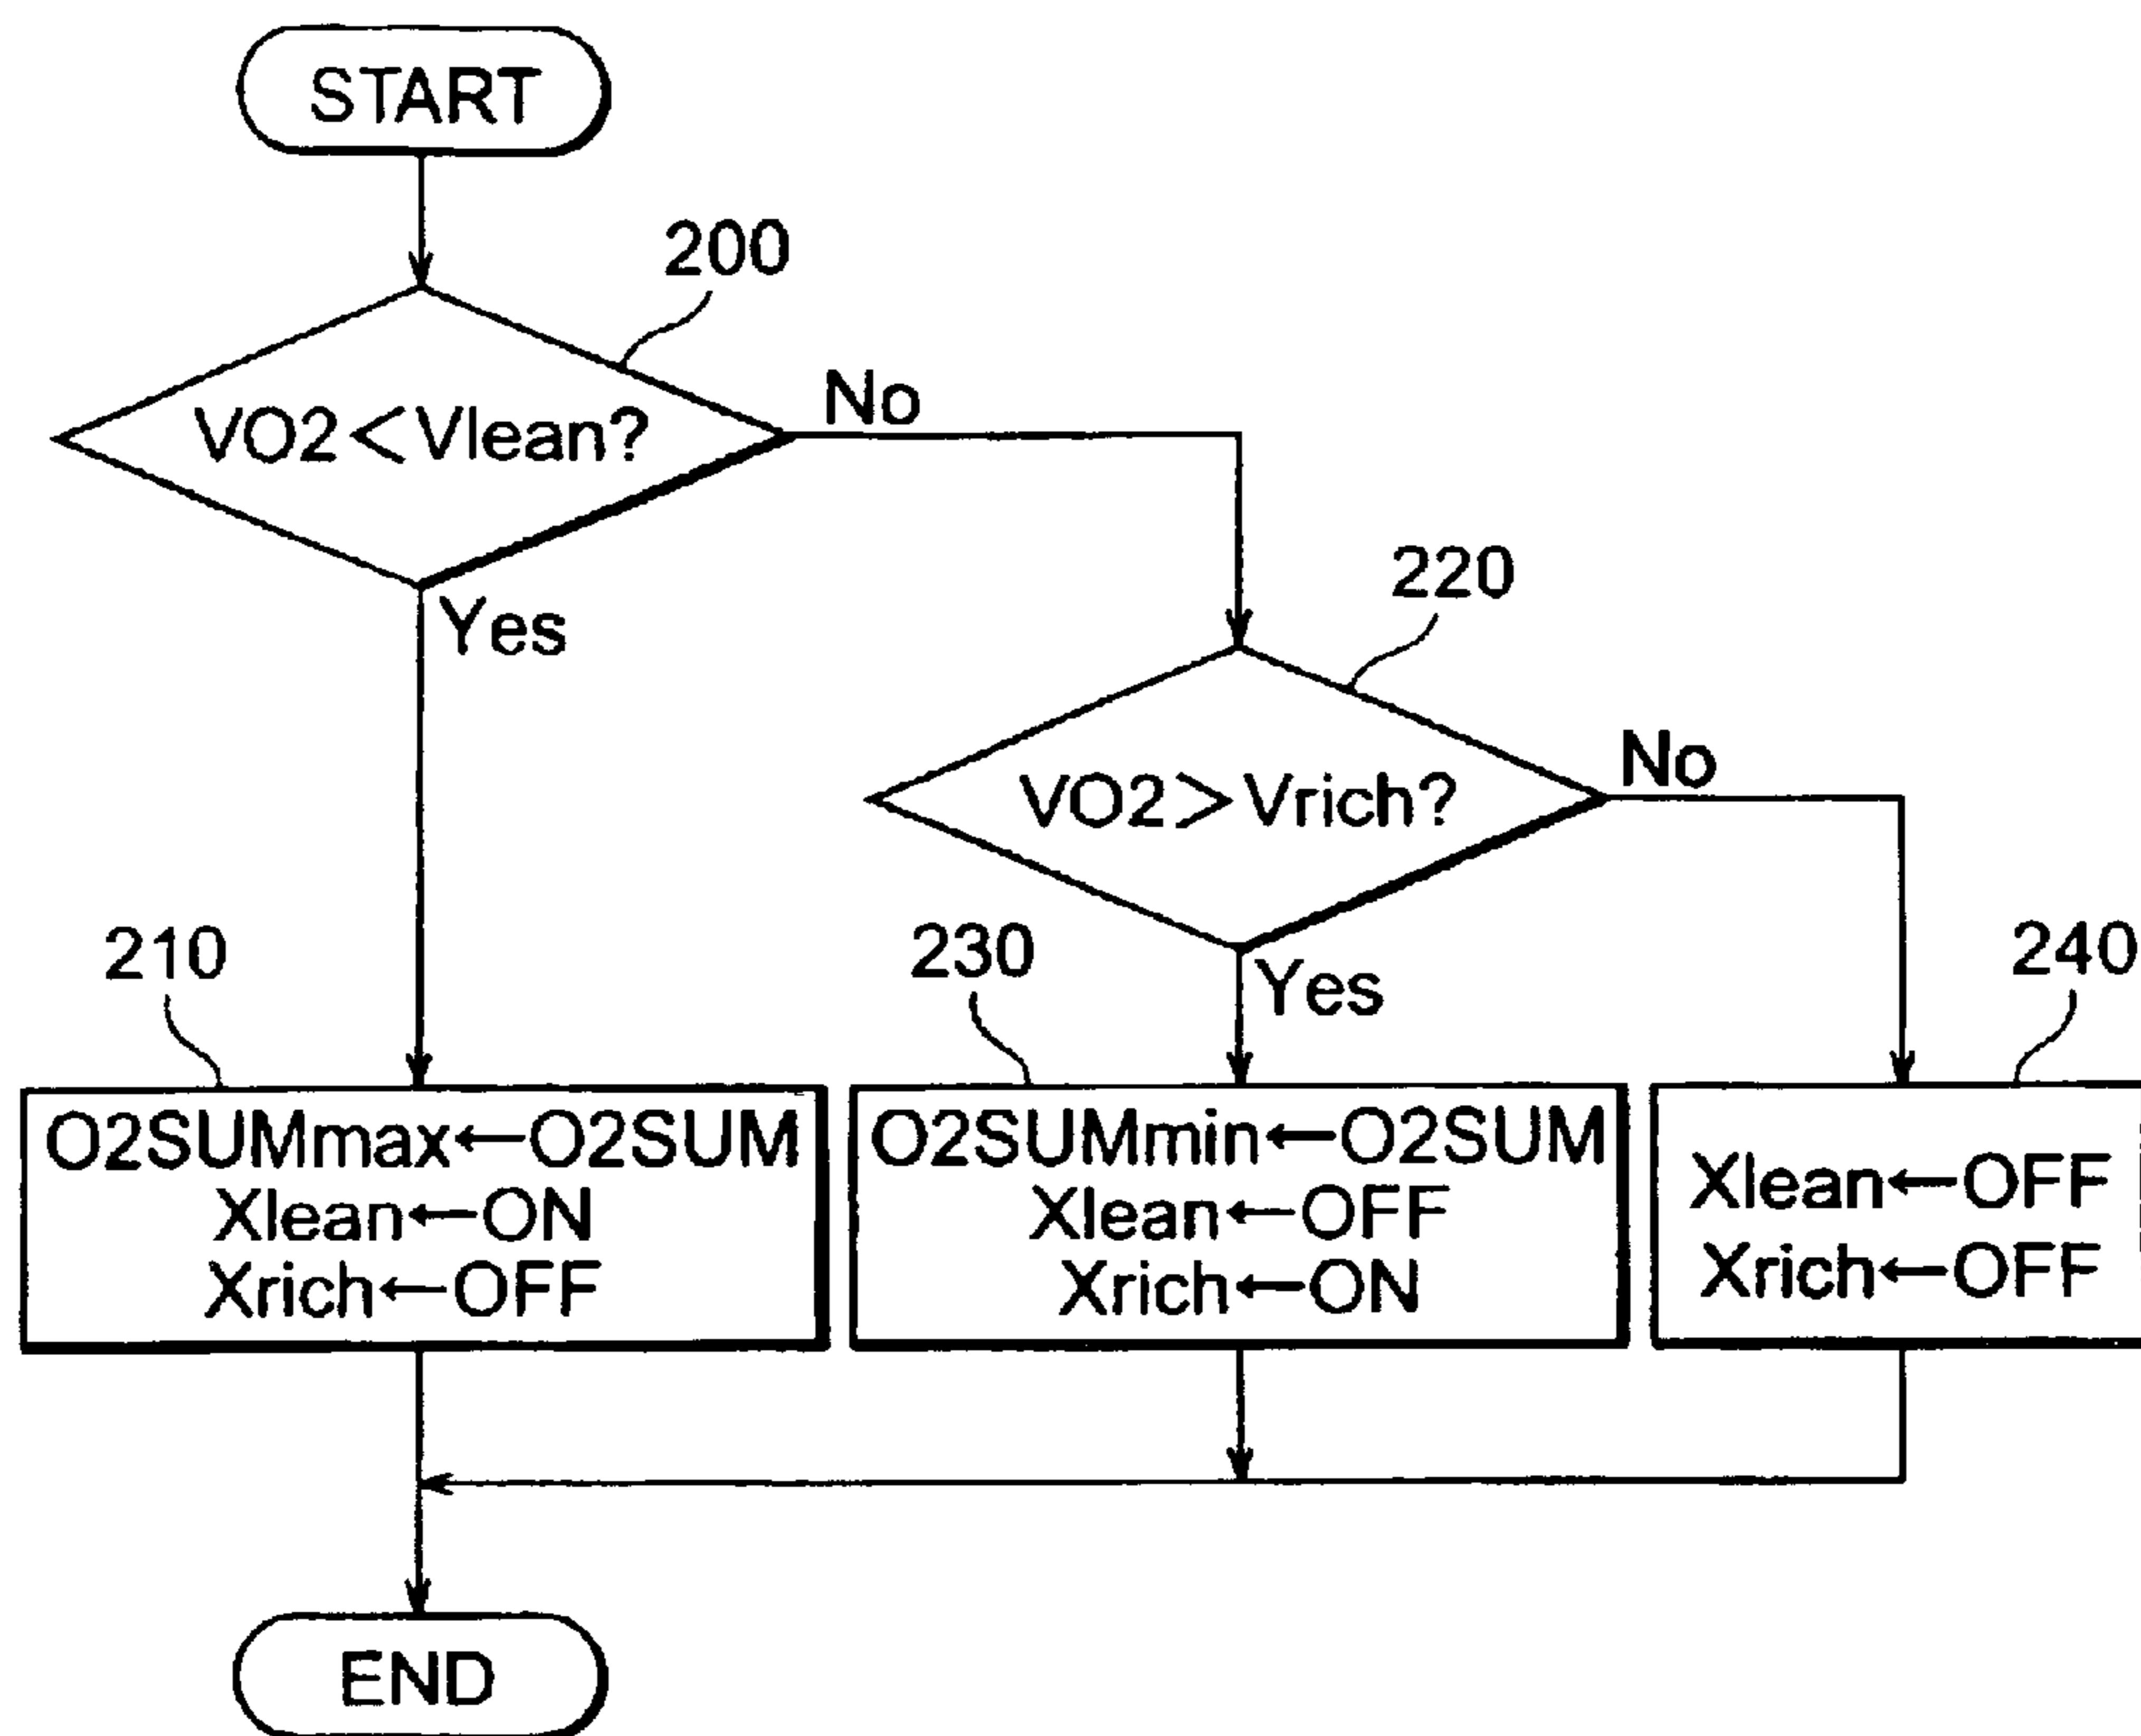 START
200
VO2<Vlean?
No
Yes
220
VO2>Vrich?
No
Yes
210
O2SUMmax←O2SUM
Xlean←ON
Xrich←OFF
230
O2SUMmin←O2SUM
Xlean←OFF
Xrich←ON
240
Xlean←OFF
Xrich←OFF
END